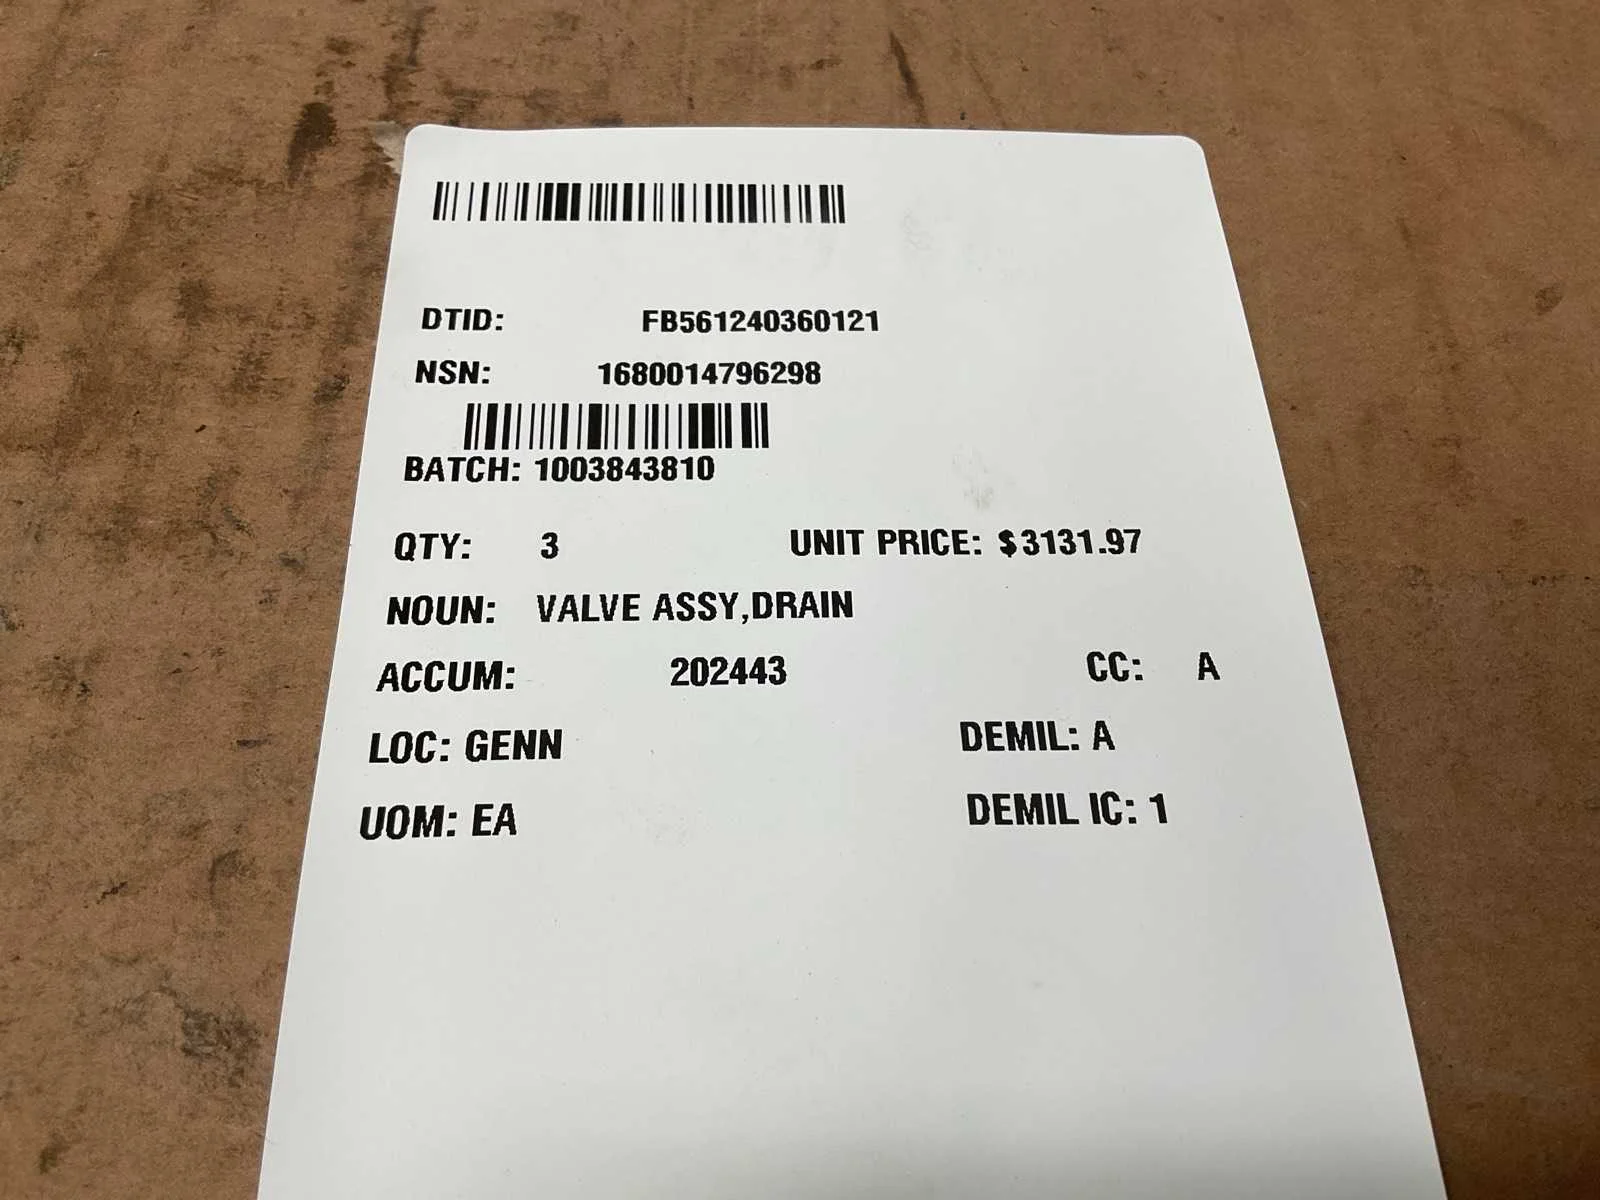 DTID: FB561240360121
NSN: 1680014796298
BATCH: 1003843810
QTY: 3 UNIT PRICE: $3131.97
NOUN: VALVE ASSY,DRAIN
ACCUM: 202443 CC: A
LOC: GENN DEMIL: A
UOM: EA DEMIL IC: 1